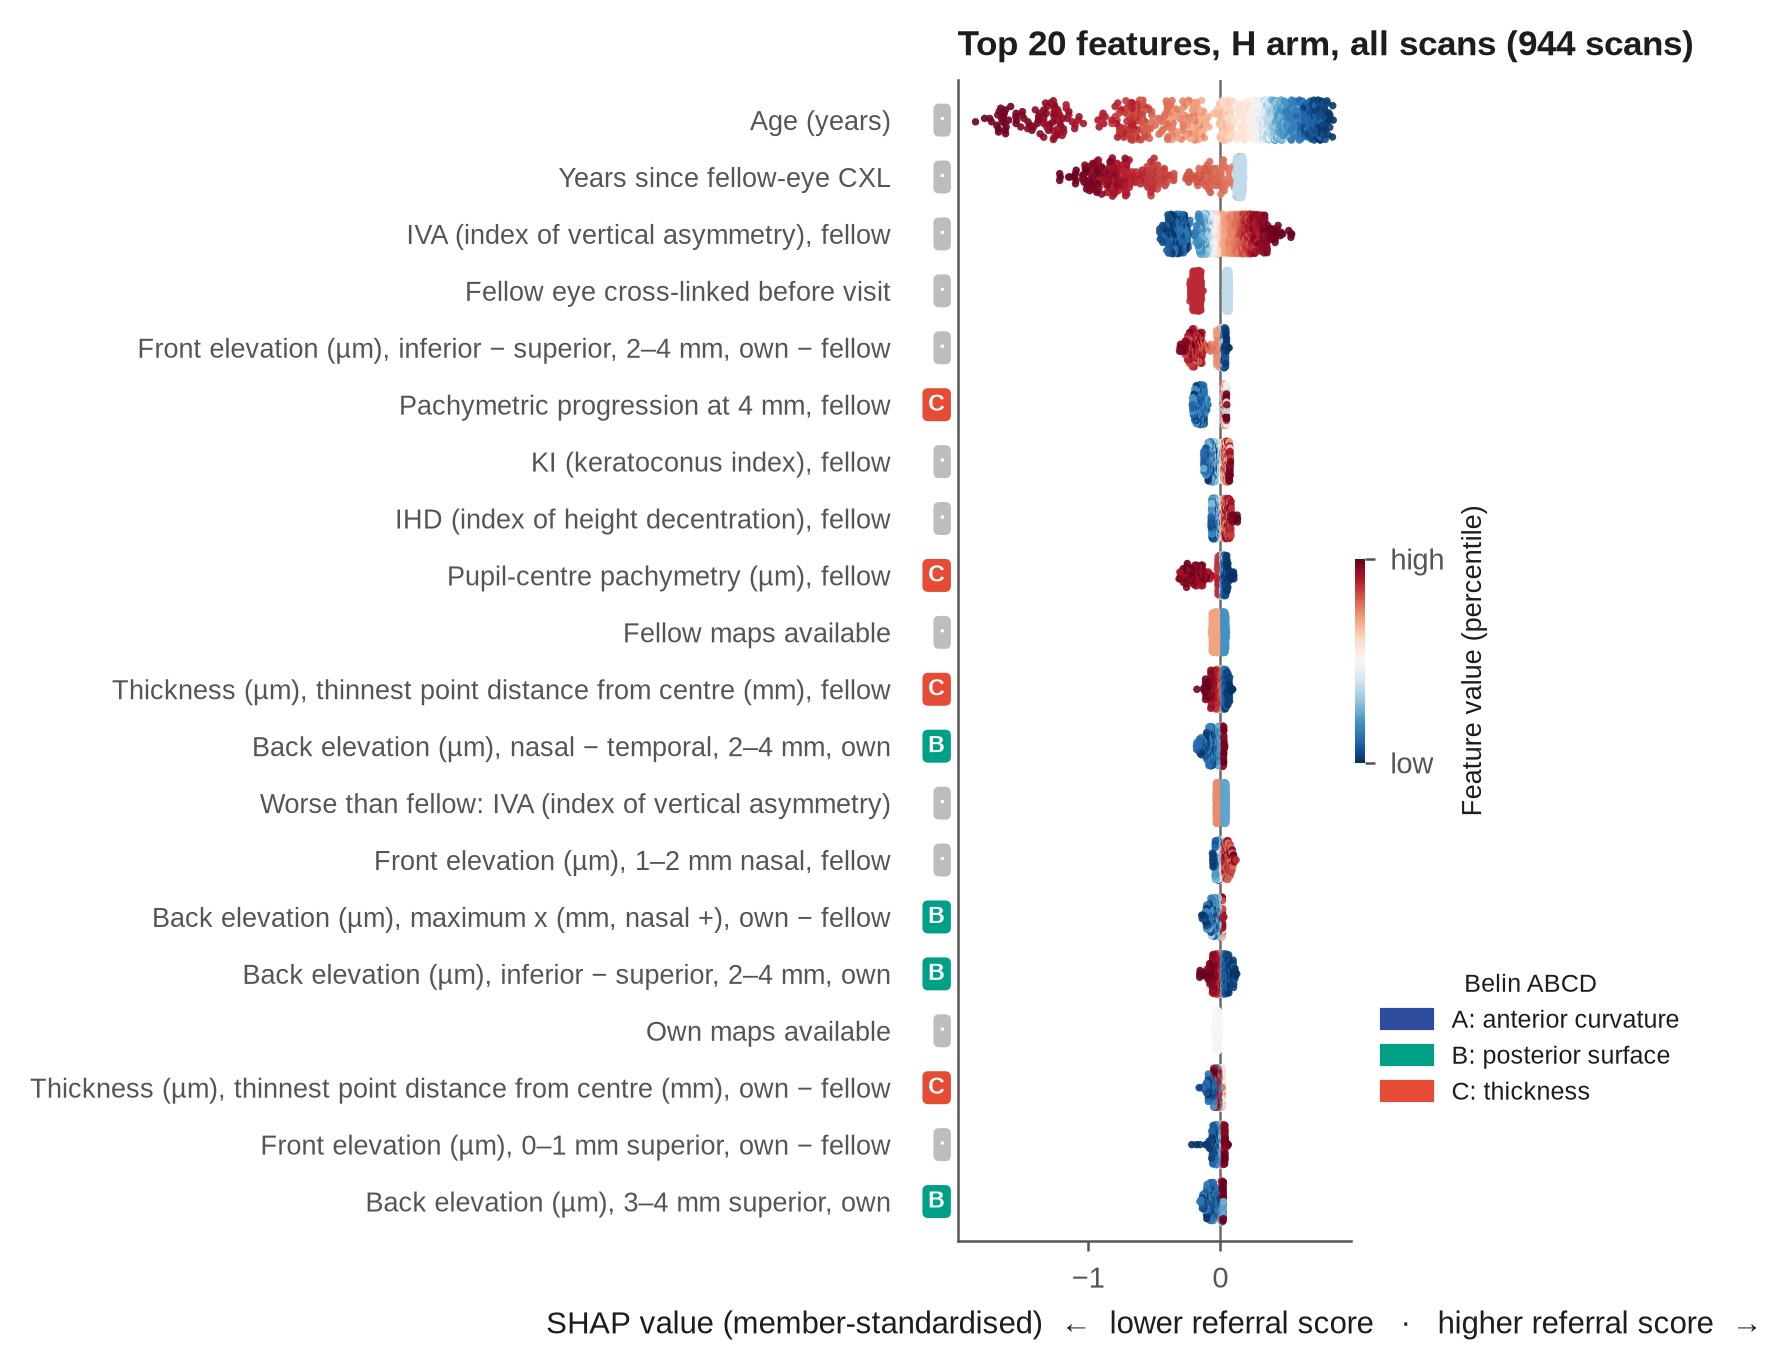 Top 20 features, H arm, all scans (944 scans)
Age (years) ·
Years since fellow-eye CXL ·
IVA (index of vertical asymmetry), fellow ·
Fellow eye cross-linked before visit ·
Front elevation (µm), inferior − superior, 2–4 mm, own − fellow ·
Pachymetric progression at 4 mm, fellow C
KI (keratoconus index), fellow ·
IHD (index of height decentration), fellow ·
Pupil-centre pachymetry (µm), fellow C
Fellow maps available ·
Thickness (µm), thinnest point distance from centre (mm), fellow C
Back elevation (µm), nasal − temporal, 2–4 mm, own B
Worse than fellow: IVA (index of vertical asymmetry) ·
Front elevation (µm), 1–2 mm nasal, fellow ·
Back elevation (µm), maximum x (mm, nasal +), own − fellow B
Back elevation (µm), inferior − superior, 2–4 mm, own B
Own maps available ·
Thickness (µm), thinnest point distance from centre (mm), own − fellow C
Front elevation (µm), 0–1 mm superior, own − fellow ·
Back elevation (µm), 3–4 mm superior, own B
−1 0
SHAP value (member-standardised) ← lower referral score · higher referral score →
high
low
Feature value (percentile)
Belin ABCD
A: anterior curvature
B: posterior surface
C: thickness